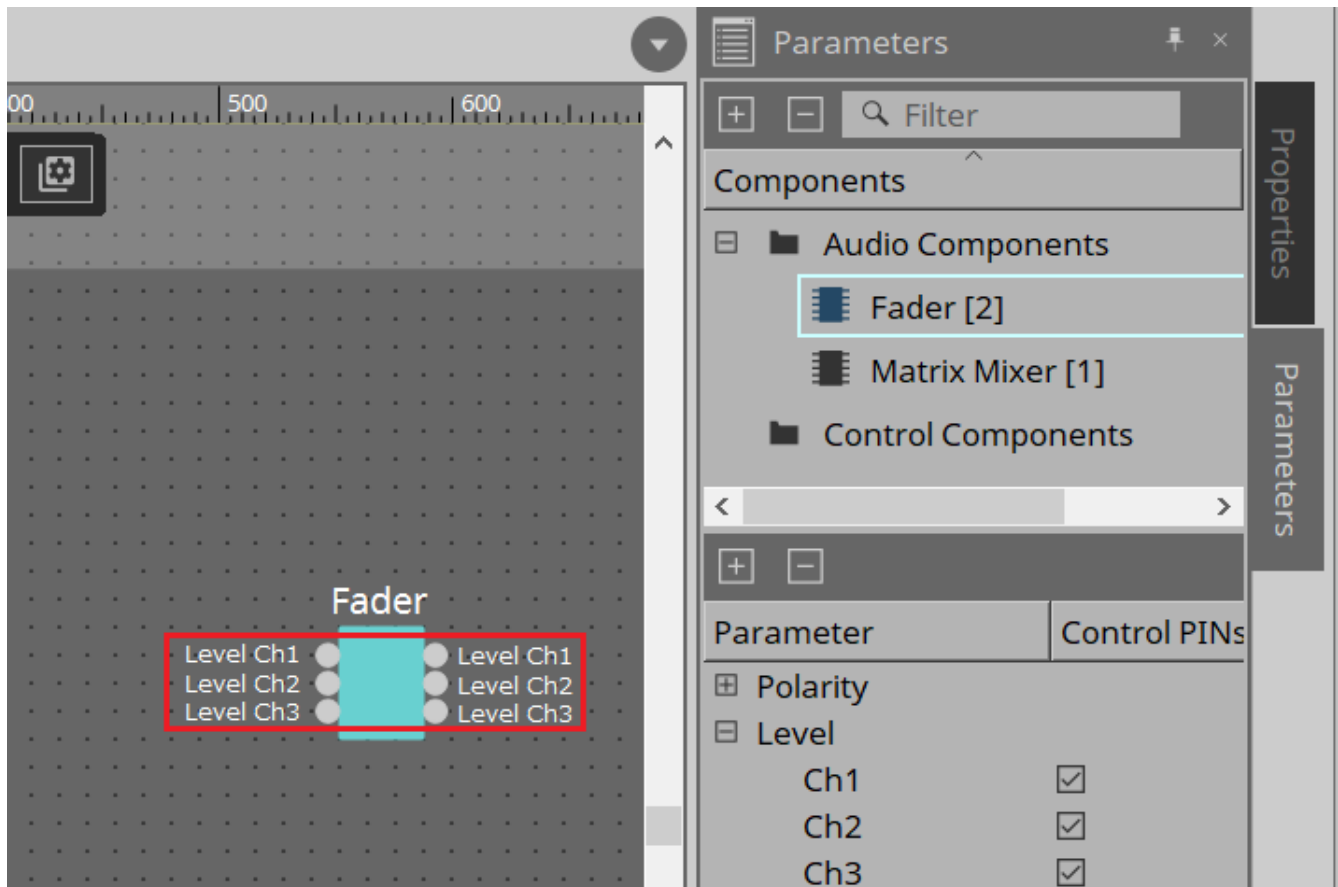 Parameters
00 500 600
Filter
Components
Audio Components
Fader [2]
Matrix Mixer [1]
Control Components
Properties
Parameters
Fader
Level Ch1 Level Ch1
Level Ch2 Level Ch2
Level Ch3 Level Ch3
Parameter Control PINs
Polarity
Level
Ch1
Ch2
Ch3